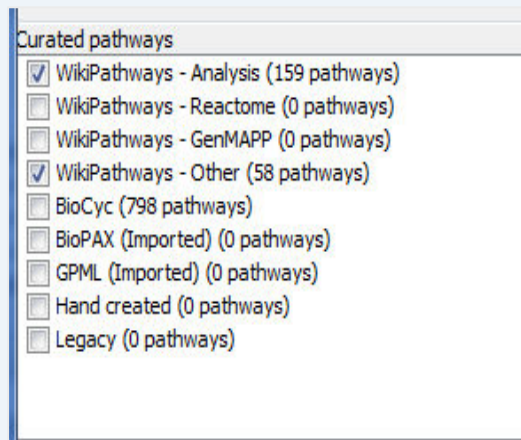 Curated pathways
WikiPathways - Analysis (159 pathways)
WikiPathways - Reactome (0 pathways)
WikiPathways - GenMAPP (0 pathways)
WikiPathways - Other (58 pathways)
BioCyc (798 pathways)
BioPAX (Imported) (0 pathways)
GPML (Imported) (0 pathways)
Hand created (0 pathways)
Legacy (0 pathways)